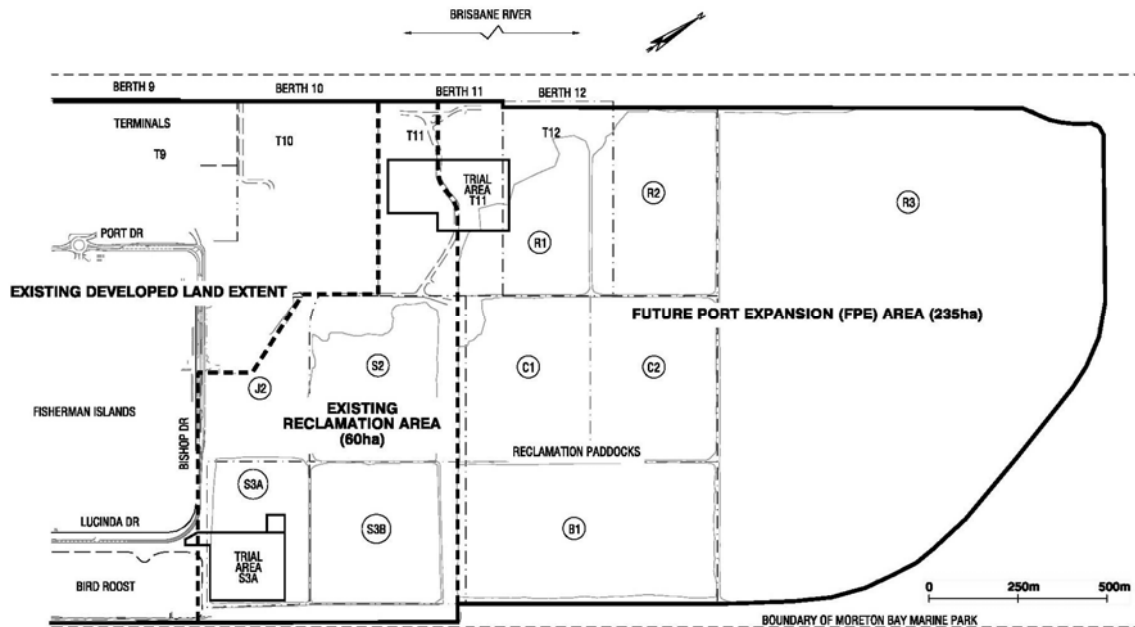 BRISBANE RIVER
BERTH 9
BERTH 10
BERTH 11
BERTH 12
TERMINALS
T9
T10
T11
T12
TRIAL
AREA
T11
R1
R2
R3
PORT DR
EXISTING DEVELOPED LAND EXTENT
FUTURE PORT EXPANSION (FPE) AREA (235ha)
S2
C1
C2
J2
FISHERMAN ISLANDS
BISHOP DR
EXISTING
RECLAMATION AREA
(60ha)
RECLAMATION PADDOCKS
S3A
S3B
B1
LUCINDA DR
TRIAL
AREA
S3A
BIRD ROOST
0 250m 500m
BOUNDARY OF MORETON BAY MARINE PARK